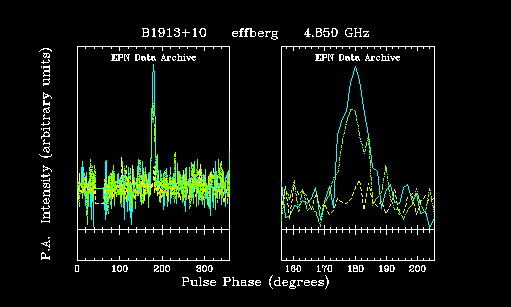 B1913+10 effberg 4.850 GHz
EPN Data Archive EPN Data Archive
P.A. Intensity (arbitrary units)
0 100 200 300 160 170 180 190 200
Pulse Phase (degrees)